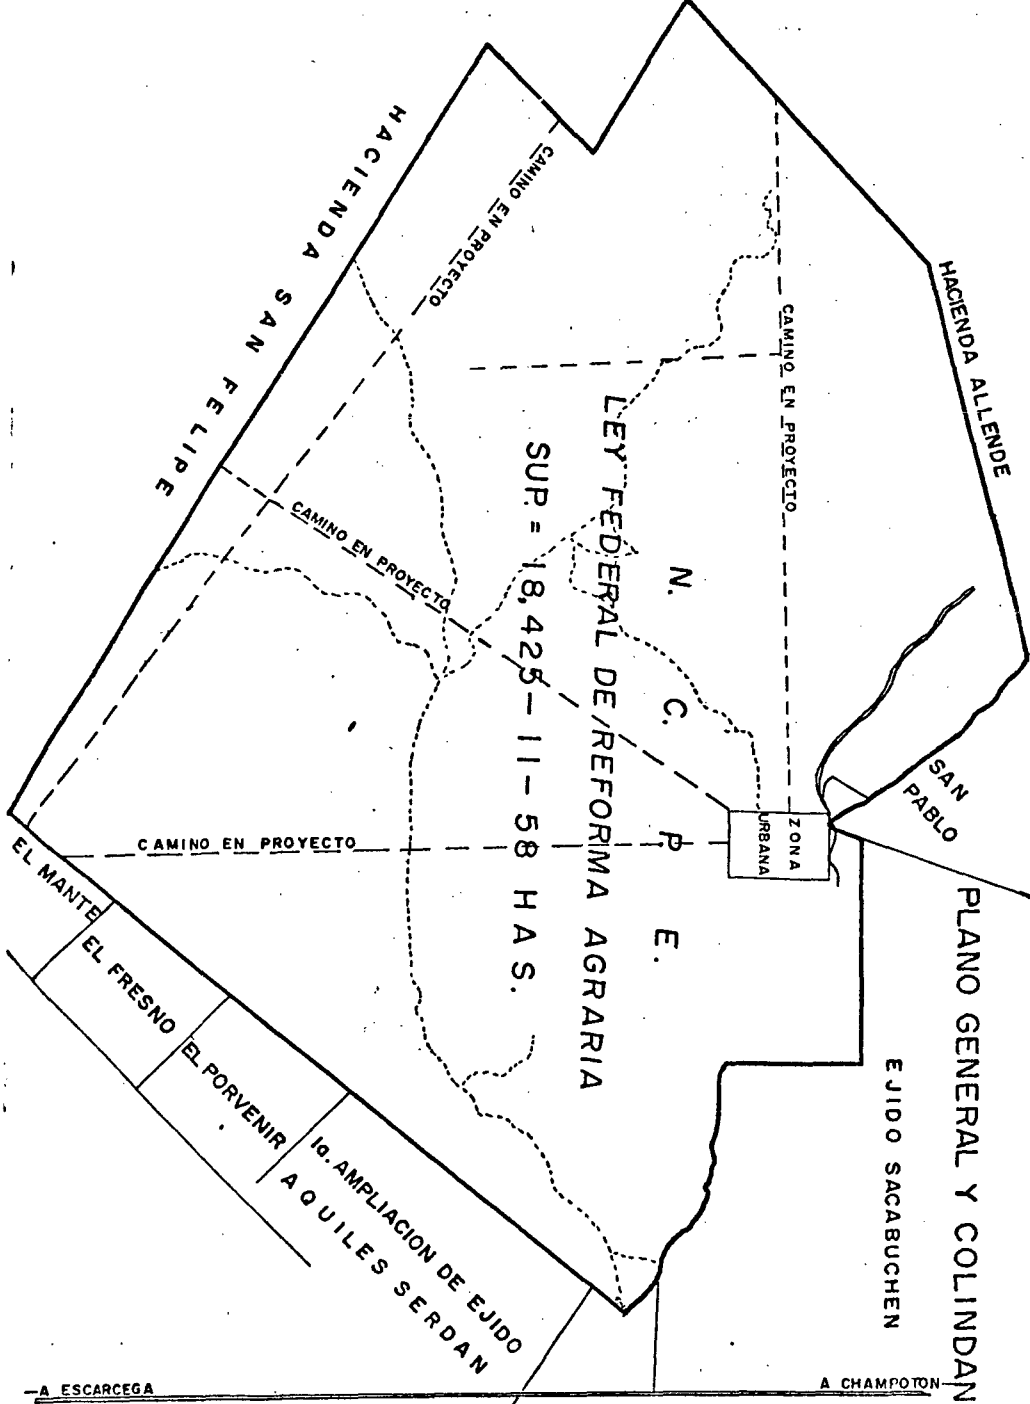 PLANO GENERAL Y COLINDAN
HACIENDA ALLENDE
SAN
PABLO
EJIDO SACABUCHEN
CAMINO EN PROYECTO
ZONA
URBANA
N. C. P. E.
LEY FEDERAL DE REFORMA AGRARIA
SUP. = 18,425-11-58 HAS.
CAMINO EN PROYECTO
CAMINO EN PROYECTO
CAMINO EN PROYECTO
HACIENDA SAN FELIPE
EL MANTE
EL FRESNO
EL PORVENIR
1a. AMPLIACION DE EJIDO
AQUILES SERDAN
A ESCARCEGA
A CHAMPOTON